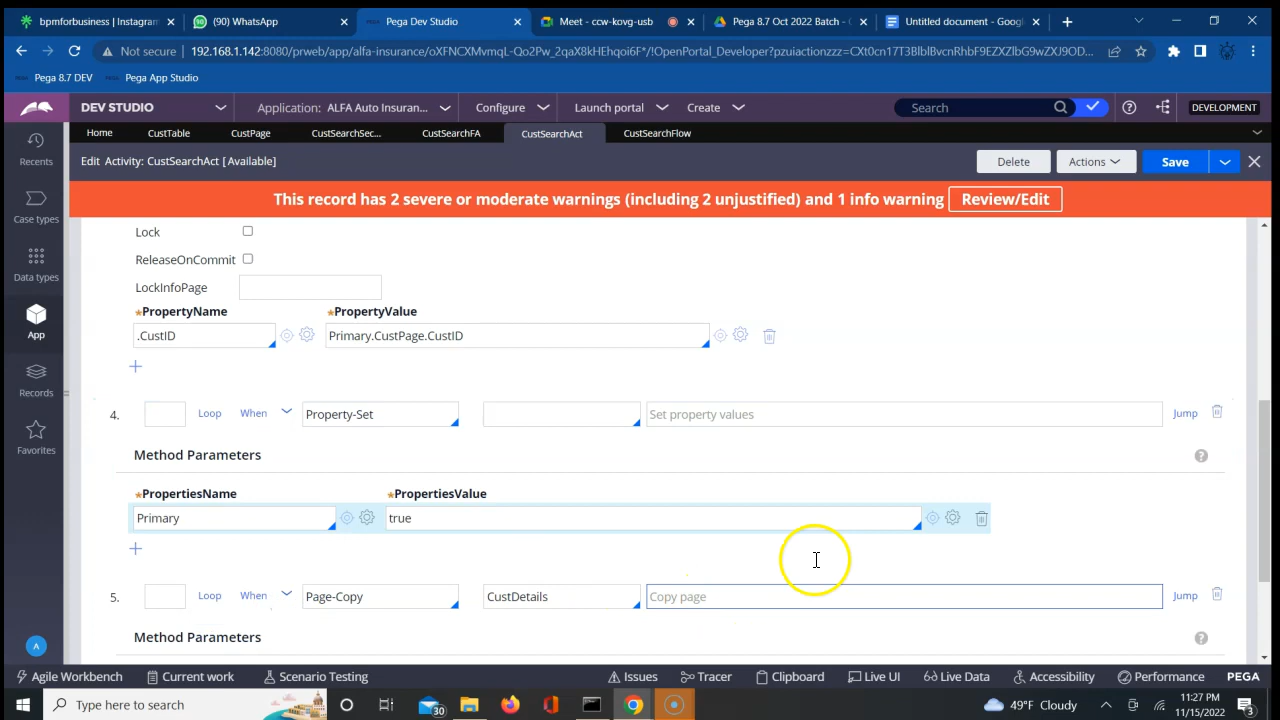 bpmforbusiness | Instagram
(90) WhatsApp
Pega Dev Studio
Meet - ccw-kovg-usb
Pega 8.7 Oct 2022 Batch -
Untitled document - Google
Not secure | 192.168.1.142:8080/prweb/app/alfa-insurance/
Pega 8.7 DEV
Pega App Studio
DEV STUDIO
Application: ALFA Auto Insuran...
Configure
Launch portal
Create
Search
DEVELOPMENT
Home
CustTable
CustPage
CustSearchSec...
CustSearchFA
CustSearchAct
CustSearchFlow
Recents
Case types
Data types
App
Records
Favorites
A
Edit Activity: CustSearchAct [Available]
Delete
Actions
Save
This record has 2 severe or moderate warnings (including 2 unjustified) and 1 info warning
Review/Edit
Lock
ReleaseOnCommit
LockInfoPage
*PropertyName *PropertyValue
.CustID Primary.CustPage.CustID
4. Loop When Property-Set Set property values Jump
Method Parameters
*PropertiesName *PropertiesValue
Primary true
5. Loop When Page-Copy CustDetails Copy page Jump
Method Parameters
Agile Workbench
Current work
Scenario Testing
Issues
Tracer
Clipboard
Live UI
Live Data
Accessibility
Performance
PEGA
Type here to search
30
49°F Cloudy
11:27 PM
11/15/2022
3